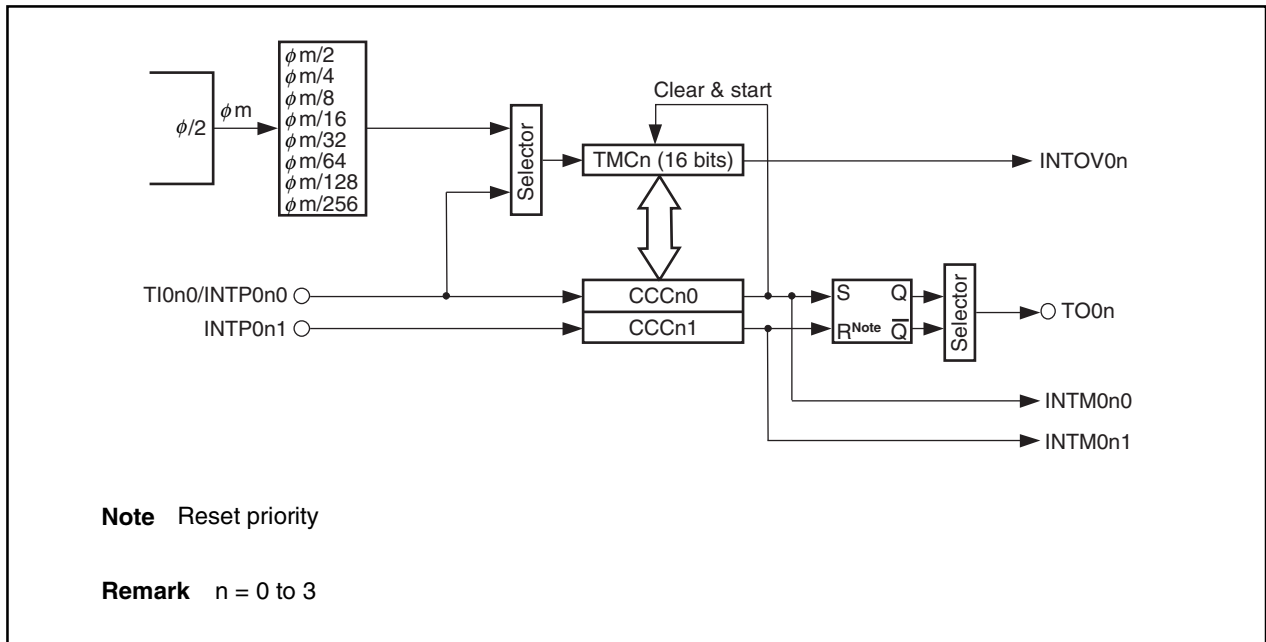 φ/2
φm
φm/2
φm/4
φm/8
φm/16
φm/32
φm/64
φm/128
φm/256
Selector
Clear & start
TMCn (16 bits)
INTOV0n
TI0n0/INTP0n0
INTP0n1
CCCn0
CCCn1
S Q
R Note Q̅
Selector
TO0n
INTM0n0
INTM0n1
Note Reset priority
Remark n = 0 to 3